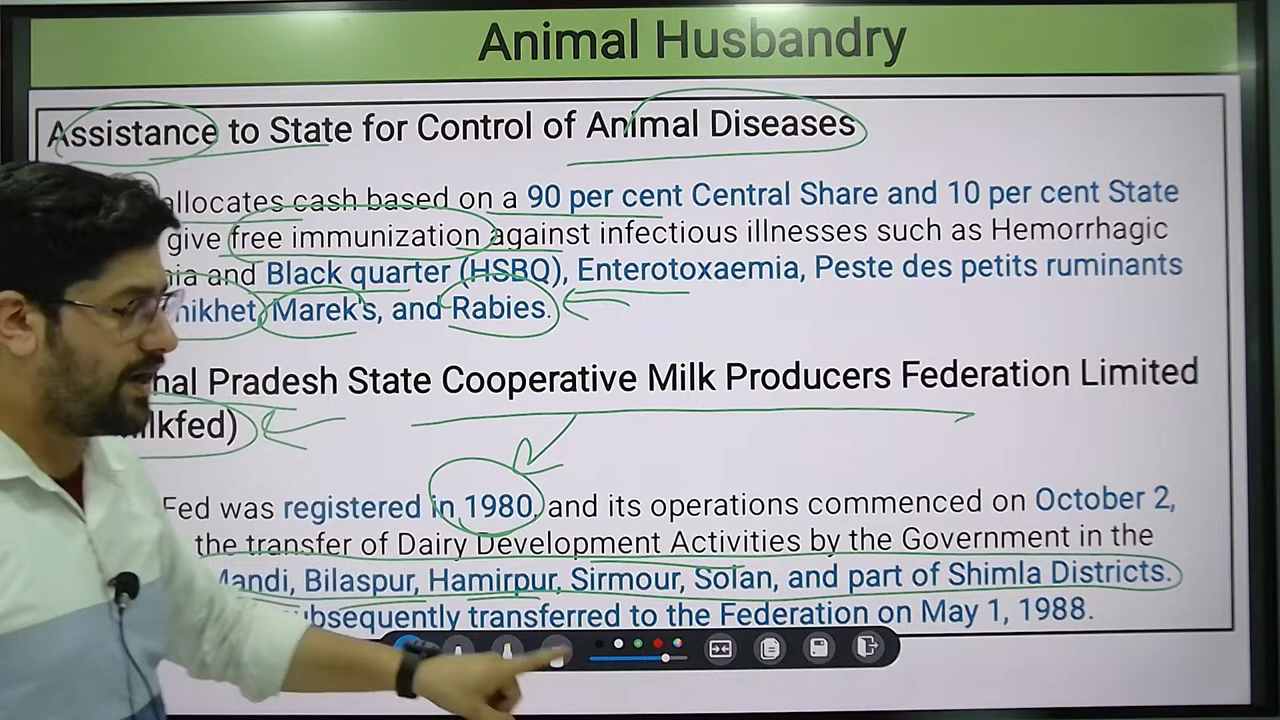 Animal Husbandry
Assistance to State for Control of Animal Diseases
allocates cash based on a 90 per cent Central Share and 10 per cent State
give free immunization against infectious illnesses such as Hemorrhagic
and Black quarter (HSBQ), Enterotoxaemia, Peste des petits ruminants
Marek's, and Rabies.
Pradesh State Cooperative Milk Producers Federation Limited
Fed was registered in 1980, and its operations commenced on October 2,
the transfer of Dairy Development Activities by the Government in the
Mandi, Bilaspur, Hamirpur, Sirmour, Solan, and part of Shimla Districts.
transferred to the Federation on May 1, 1988.